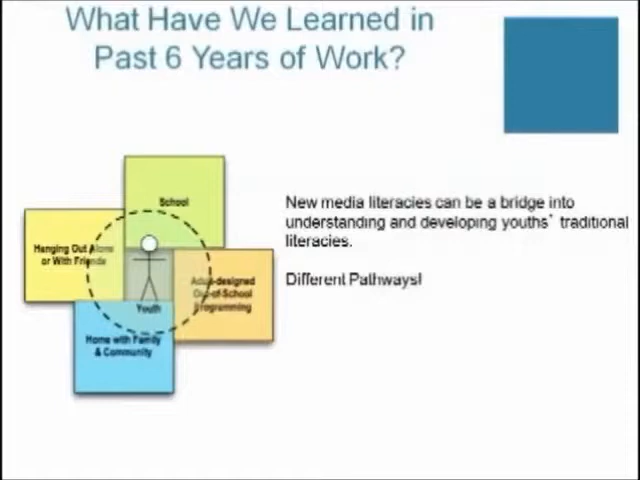 What Have We Learned in
Past 6 Years of Work?
School
Hanging Out Alone
or With Friends
Adult-designed
Out-of-School
Programming
Youth
Home with Family
& Community
New media literacies can be a bridge into
understanding and developing youths' traditional
literacies.
Different Pathways!